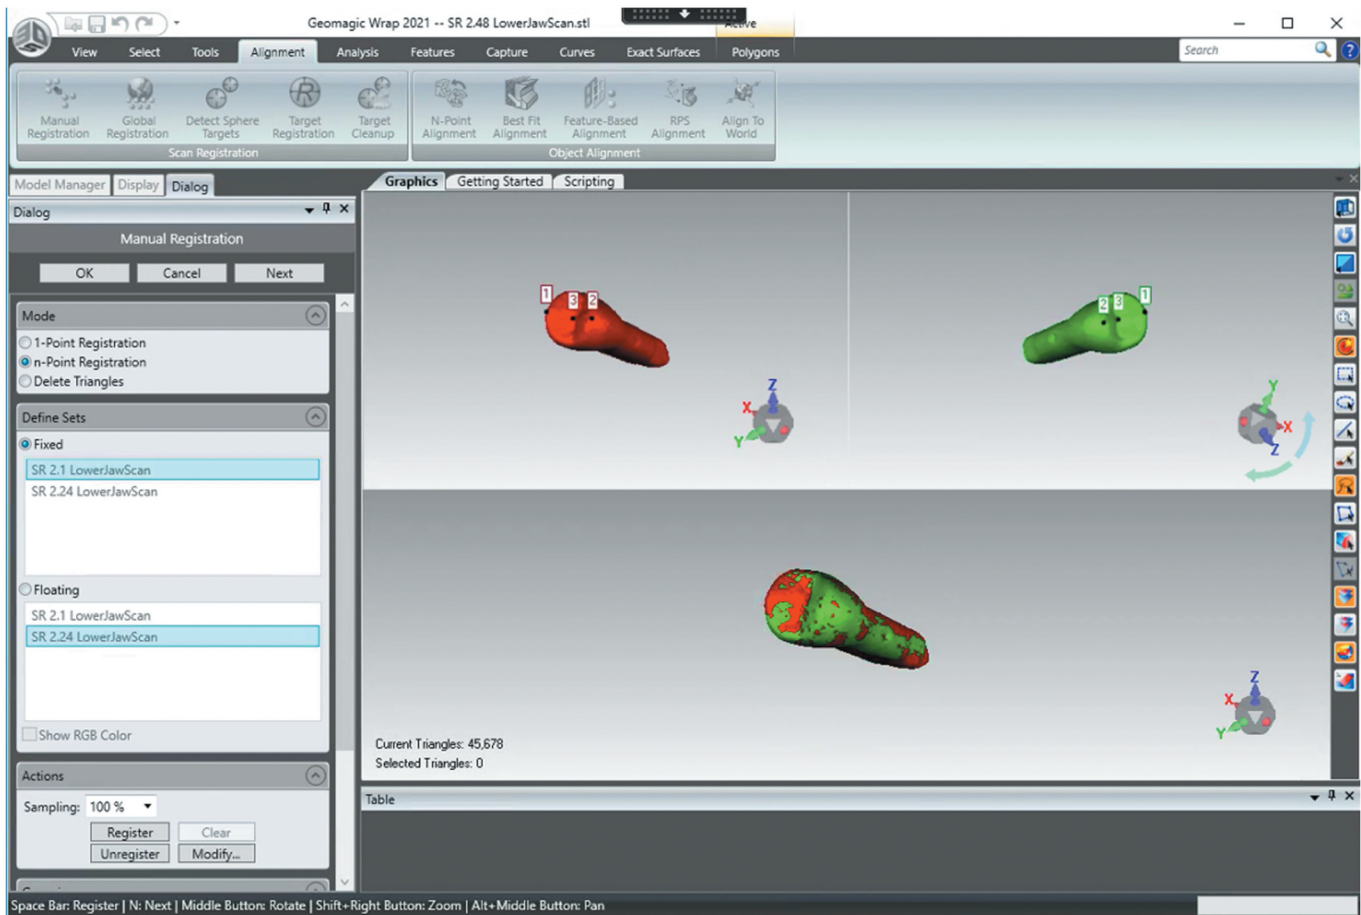 Geomagic Wrap 2021 -- SR 2.48 LowerJawScan.stl
Active
View Select Tools Alignment Analysis Features Capture Curves Exact Surfaces Polygons
Search
Manual Registration
Global Registration
Detect Sphere Targets
Target Registration
Target Cleanup
N-Point Alignment
Best Fit Alignment
Feature-Based Alignment
RPS Alignment
Align To World
Scan Registration
Object Alignment
Model Manager Display Dialog
Graphics Getting Started Scripting
Dialog
Manual Registration
OK Cancel Next
Mode
1-Point Registration
n-Point Registration
Delete Triangles
Define Sets
Fixed
SR 2.1 LowerJawScan
SR 2.24 LowerJawScan
Floating
SR 2.1 LowerJawScan
SR 2.24 LowerJawScan
Show RGB Color
Actions
Sampling: 100 %
Register Clear
Unregister Modify...
1 3 2
2 3 1
Z
X
Y
Y
X
Z
Z
X
Y
Current Triangles: 45,678
Selected Triangles: 0
Table
Space Bar: Register | N: Next | Middle Button: Rotate | Shift+Right Button: Zoom | Alt+Middle Button: Pan